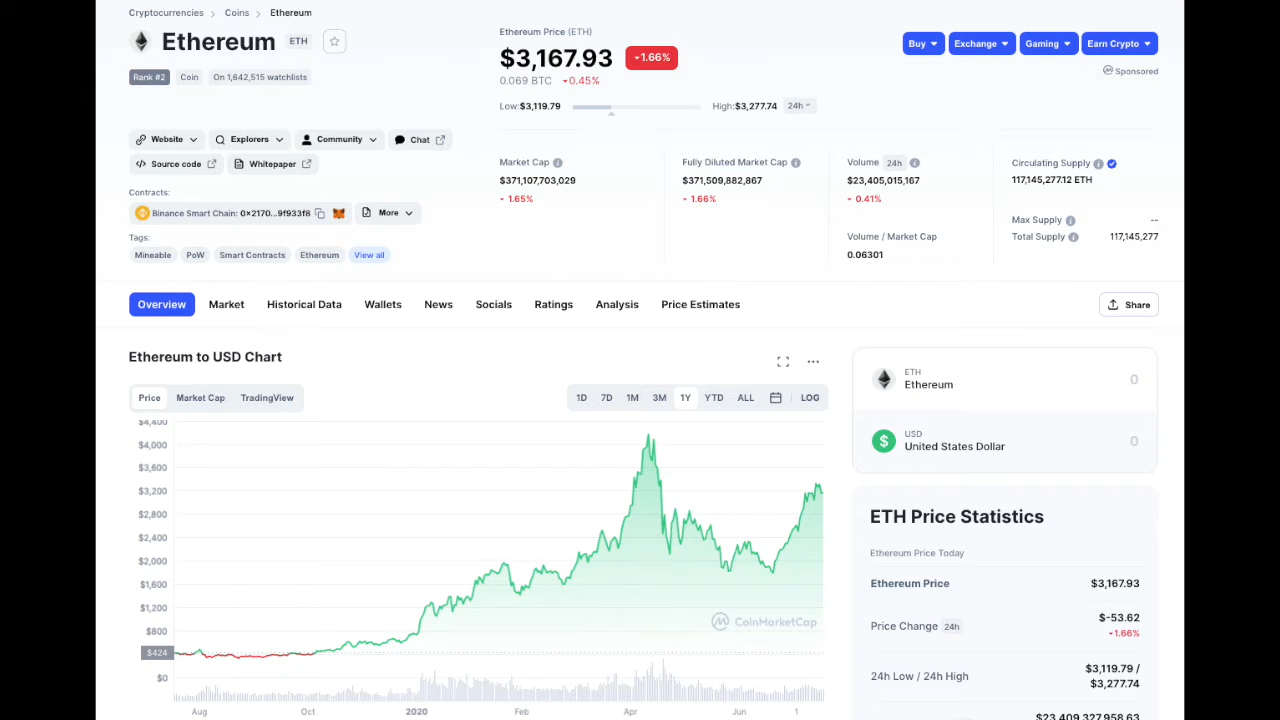 Cryptocurrencies > Coins > Ethereum
Ethereum ETH
Rank #2 Coin On 1,642,515 watchlists
Website
Explorers
Community
Chat
Source code
Whitepaper
Contracts:
Binance Smart Chain: 0x2170...9f933f8
More
Tags:
Mineable PoW Smart Contracts Ethereum View all
Ethereum Price (ETH)
$3,167.93 1.66%
0.069 BTC 0.45%
Low:$3,119.79 High:$3,277.74 24h
Buy Exchange Gaming Earn Crypto
Sponsored
Market Cap
$371,107,703,029
1.65%
Fully Diluted Market Cap
$371,509,882,867
1.66%
Volume 24h
$23,405,015,167
0.41%
Volume / Market Cap
0.06301
Circulating Supply
117,145,277.12 ETH
Max Supply --
Total Supply 117,145,277
Overview Market Historical Data Wallets News Socials Ratings Analysis Price Estimates
Share
Ethereum to USD Chart
Price Market Cap TradingView
1D 7D 1M 3M 1Y YTD ALL LOG
$4,400
$4,000
$3,600
$3,200
$2,800
$2,400
$2,000
$1,600
$1,200
$800
$424
$0
CoinMarketCap
Aug Oct 2020 Feb Apr Jun 1
ETH
Ethereum 0
USD
United States Dollar 0
ETH Price Statistics
Ethereum Price Today
Ethereum Price $3,167.93
Price Change 24h $-53.62
1.66%
24h Low / 24h High $3,119.79 /
$3,277.74
$23,409,327,958.63